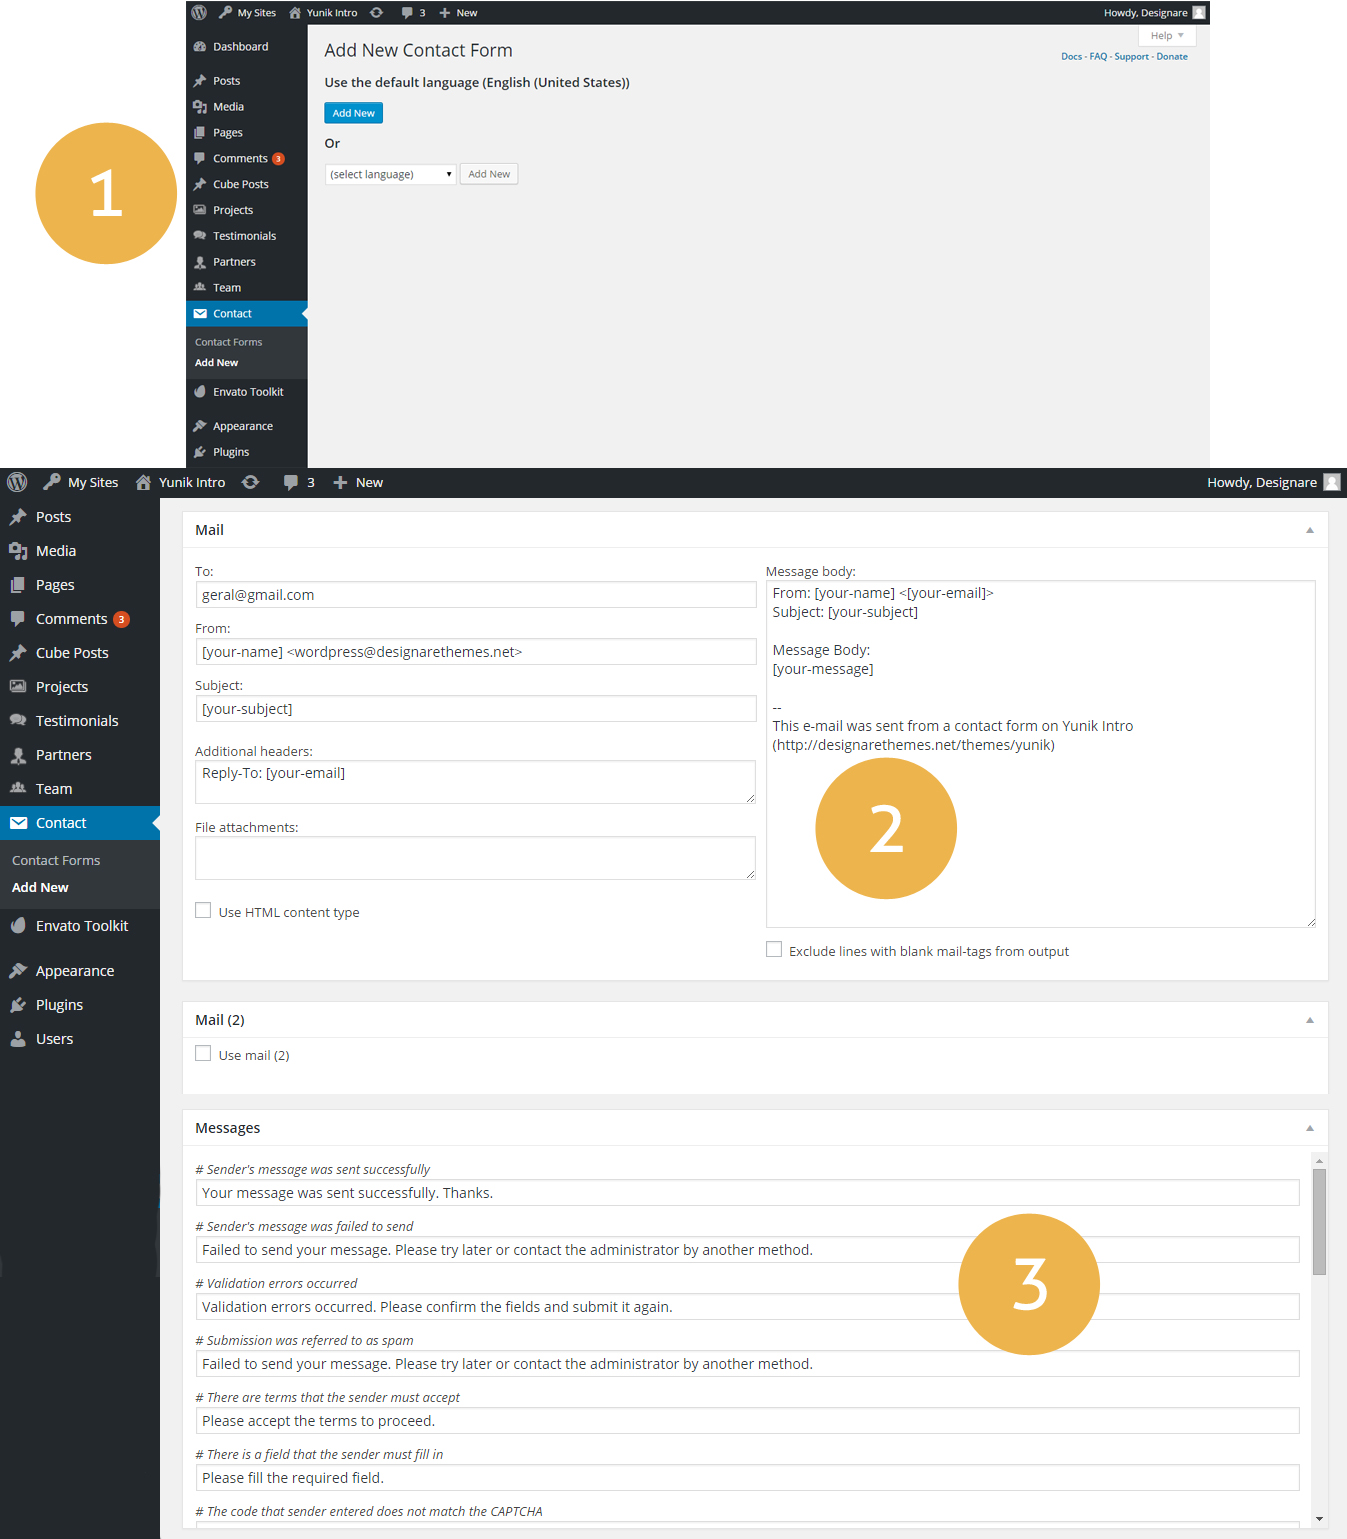 My Sites Yunik Intro 3 New Howdy, Designare
Dashboard
Posts
Media
Pages
Comments 3
Cube Posts
Projects
Testimonials
Partners
Team
Contact
Contact Forms
Add New
Envato Toolkit
Appearance
Plugins
Help
Add New Contact Form
Docs - FAQ - Support - Donate
Use the default language (English (United States))
Add New
Or
(select language) Add New
1
My Sites Yunik Intro 3 New Howdy, Designare
Posts
Media
Pages
Comments 3
Cube Posts
Projects
Testimonials
Partners
Team
Contact
Contact Forms
Add New
Envato Toolkit
Appearance
Plugins
Users
Mail
To:
geral@gmail.com
From:
[your-name] <wordpress@designarethemes.net>
Subject:
[your-subject]
Additional headers:
Reply-To: [your-email]
File attachments:
Use HTML content type
Message body:
From: [your-name] <[your-email]>
Subject: [your-subject]
Message Body:
[your-message]
--
This e-mail was sent from a contact form on Yunik Intro
(http://designarethemes.net/themes/yunik)
2
Exclude lines with blank mail-tags from output
Mail (2)
Use mail (2)
Messages
# Sender's message was sent successfully
Your message was sent successfully. Thanks.
# Sender's message was failed to send
Failed to send your message. Please try later or contact the administrator by another method.
# Validation errors occurred
Validation errors occurred. Please confirm the fields and submit it again.
3
# Submission was referred to as spam
Failed to send your message. Please try later or contact the administrator by another method.
# There are terms that the sender must accept
Please accept the terms to proceed.
# There is a field that the sender must fill in
Please fill the required field.
# The code that sender entered does not match the CAPTCHA